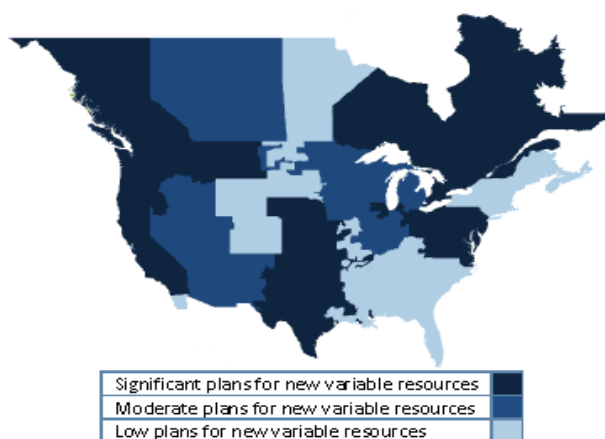 Significant plans for new variable resources
Moderate plans for new variable resources
Low plans for new variable resources